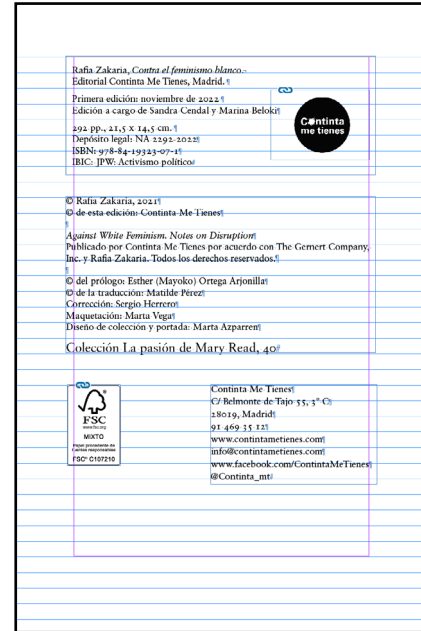 Rafia Zakaria, Contra el feminismo blanco.
Editorial Continta Me Tienes, Madrid.
Primera edición: noviembre de 2022
Edición a cargo de Sandra Cendal y Marina Beloki
292 pp., 21,5 x 14,5 cm.
Depósito legal: NA 2292-2022
ISBN: 978-84-19323-07-1
IBIC: JPW: Activismo político
Continta
me tienes
© Rafia Zakaria, 2021
© de esta edición: Continta Me Tienes
Against White Feminism. Notes on Disruption
Publicado por Continta Me Tienes por acuerdo con The Gernert Company,
Inc. y Rafia Zakaria. Todos los derechos reservados.
© del prólogo: Esther (Mayoko) Ortega Arjonilla
© de la traducción: Matilde Pérez
Corrección: Sergio Herrero
Maquetación: Marta Vega
Diseño de colección y portada: Marta Azparren
Colección La pasión de Mary Read, 40
FSC
www.fsc.org
MIXTO
Papel procedente de
fuentes responsables
FSC® C107210
Continta Me Tienes
C/ Belmonte de Tajo 55, 3º C
28019, Madrid
91 469 35 12
www.contintametienes.com
info@contintametienes.com
www.facebook.com/ContintaMeTienes
@Continta_mt